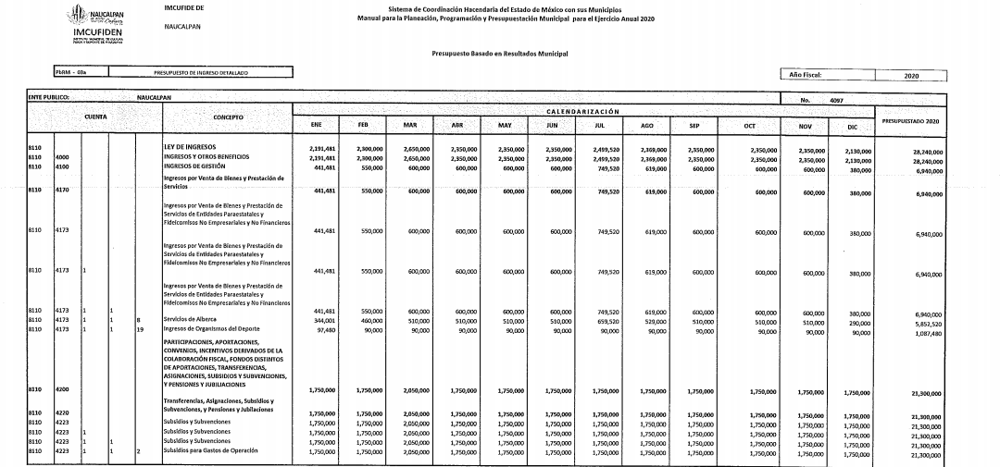 NAUCALPAN
IMCUFIDEN
IMCUFIDE DE
NAUCALPAN
Sistema de Coordinación Hacendaria del Estado de México con sus Municipios
Manual para la Planeación, Programación y Presupuestación Municipal para el Ejercicio Anual 2020
Presupuesto Basado en Resultados Municipal
PbRM - 03a PRESUPUESTO DE INGRESO DETALLADO
Año Fiscal: 2020
ENTE PUBLICO: NAUCALPAN No. 4097
CUENTA CONCEPTO CALENDARIZACIÓN PRESUPUESTADO 2020
ENE FEB MAR ABR MAY JUN JUL AGO SEP OCT NOV DIC
8110 LEY DE INGRESOS 2,191,481 2,300,000 2,650,000 2,350,000 2,350,000 2,350,000 2,499,520 2,369,000 2,350,000 2,350,000 2,350,000 2,130,000 28,240,000
8110 4000 INGRESOS Y OTROS BENEFICIOS 2,191,481 2,300,000 2,650,000 2,350,000 2,350,000 2,350,000 2,499,520 2,369,000 2,350,000 2,350,000 2,350,000 2,130,000 28,240,000
8110 4100 INGRESOS DE GESTIÓN 441,481 550,000 600,000 600,000 600,000 600,000 749,520 619,000 600,000 600,000 600,000 380,000 6,940,000
Ingresos por Venta de Bienes y Prestación de
Servicios
8110 4170 441,481 550,000 600,000 600,000 600,000 600,000 749,520 619,000 600,000 600,000 600,000 380,000 6,940,000
Ingresos por Venta de Bienes y Prestación de
Servicios de Entidades Paraestatales y
Fideicomisos No Empresariales y No Financieros
8110 4173 441,481 550,000 600,000 600,000 600,000 600,000 749,520 619,000 600,000 600,000 600,000 380,000 6,940,000
Ingresos por Venta de Bienes y Prestación de
Servicios de Entidades Paraestatales y
Fideicomisos No Empresariales y No Financieros
8110 4173 1 441,481 550,000 600,000 600,000 600,000 600,000 749,520 619,000 600,000 600,000 600,000 380,000 6,940,000
Ingresos por Venta de Bienes y Prestación de
Servicios de Entidades Paraestatales y
Fideicomisos No Empresariales y No Financieros
8110 4173 1 1 441,481 550,000 600,000 600,000 600,000 600,000 749,520 619,000 600,000 600,000 600,000 380,000 6,940,000
8110 4173 1 1 8 Servicios de Alberca 344,001 460,000 510,000 510,000 510,000 510,000 659,520 529,000 510,000 510,000 510,000 290,000 5,852,520
8110 4173 1 1 19 Ingresos de Organismos del Deporte 97,480 90,000 90,000 90,000 90,000 90,000 90,000 90,000 90,000 90,000 90,000 90,000 1,087,480
PARTICIPACIONES, APORTACIONES,
CONVENIOS, INCENTIVOS DERIVADOS DE LA
COLABORACIÓN FISCAL, FONDOS DISTINTOS
DE APORTACIONES, TRANSFERENCIAS,
ASIGNACIONES, SUBSIDIOS Y SUBVENCIONES,
Y PENSIONES Y JUBILIACIONES
8110 4200 1,750,000 1,750,000 2,050,000 1,750,000 1,750,000 1,750,000 1,750,000 1,750,000 1,750,000 1,750,000 1,750,000 1,750,000 21,300,000
Transferencias, Asignaciones, Subsidios y
Subvenciones, y Pensiones y Jubilaciones
8110 4220 1,750,000 1,750,000 2,050,000 1,750,000 1,750,000 1,750,000 1,750,000 1,750,000 1,750,000 1,750,000 1,750,000 1,750,000 21,300,000
8110 4223 Subsidios y Subvenciones 1,750,000 1,750,000 2,050,000 1,750,000 1,750,000 1,750,000 1,750,000 1,750,000 1,750,000 1,750,000 1,750,000 1,750,000 21,300,000
8110 4223 1 Subsidios y Subvenciones 1,750,000 1,750,000 2,050,000 1,750,000 1,750,000 1,750,000 1,750,000 1,750,000 1,750,000 1,750,000 1,750,000 1,750,000 21,300,000
8110 4223 1 1 Subsidios y Subvenciones 1,750,000 1,750,000 2,050,000 1,750,000 1,750,000 1,750,000 1,750,000 1,750,000 1,750,000 1,750,000 1,750,000 1,750,000 21,300,000
8110 4223 1 1 2 Subsidios para Gastos de Operación 1,750,000 1,750,000 2,050,000 1,750,000 1,750,000 1,750,000 1,750,000 1,750,000 1,750,000 1,750,000 1,750,000 1,750,000 21,300,000